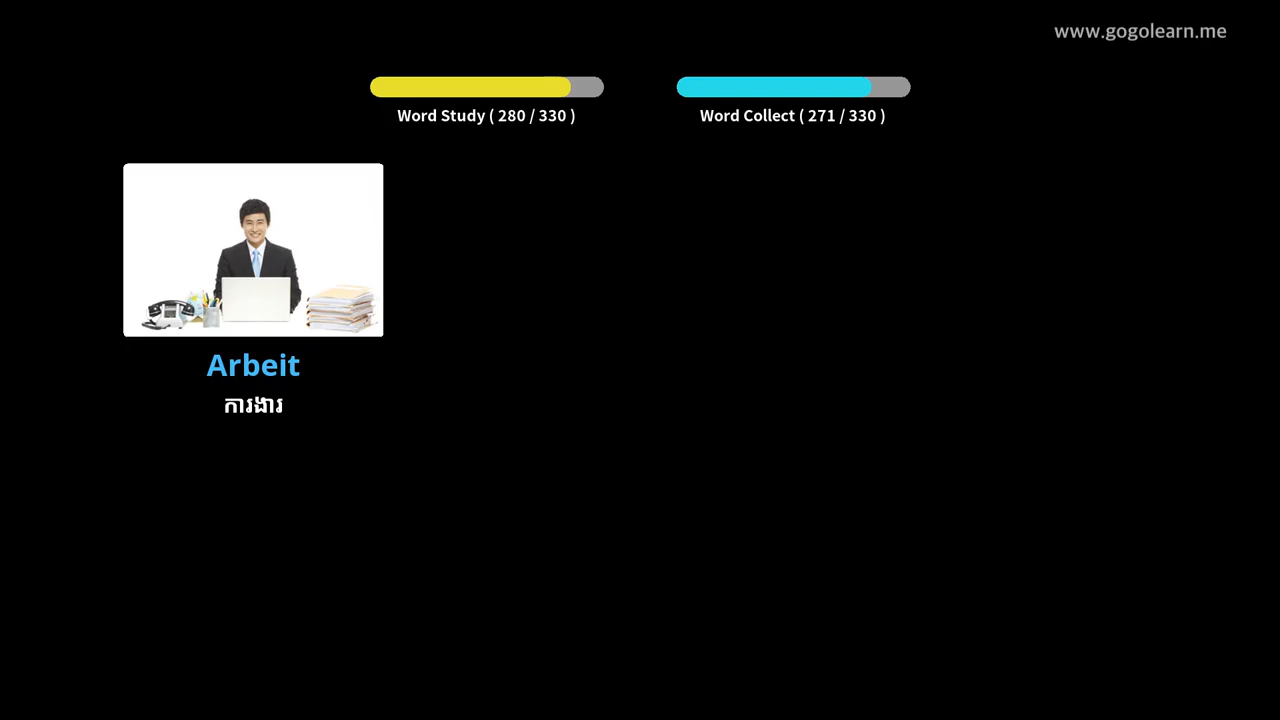 www.gogolearn.me
Word Study ( 280 / 330 )
Word Collect ( 271 / 330 )
Arbeit
ការងារ